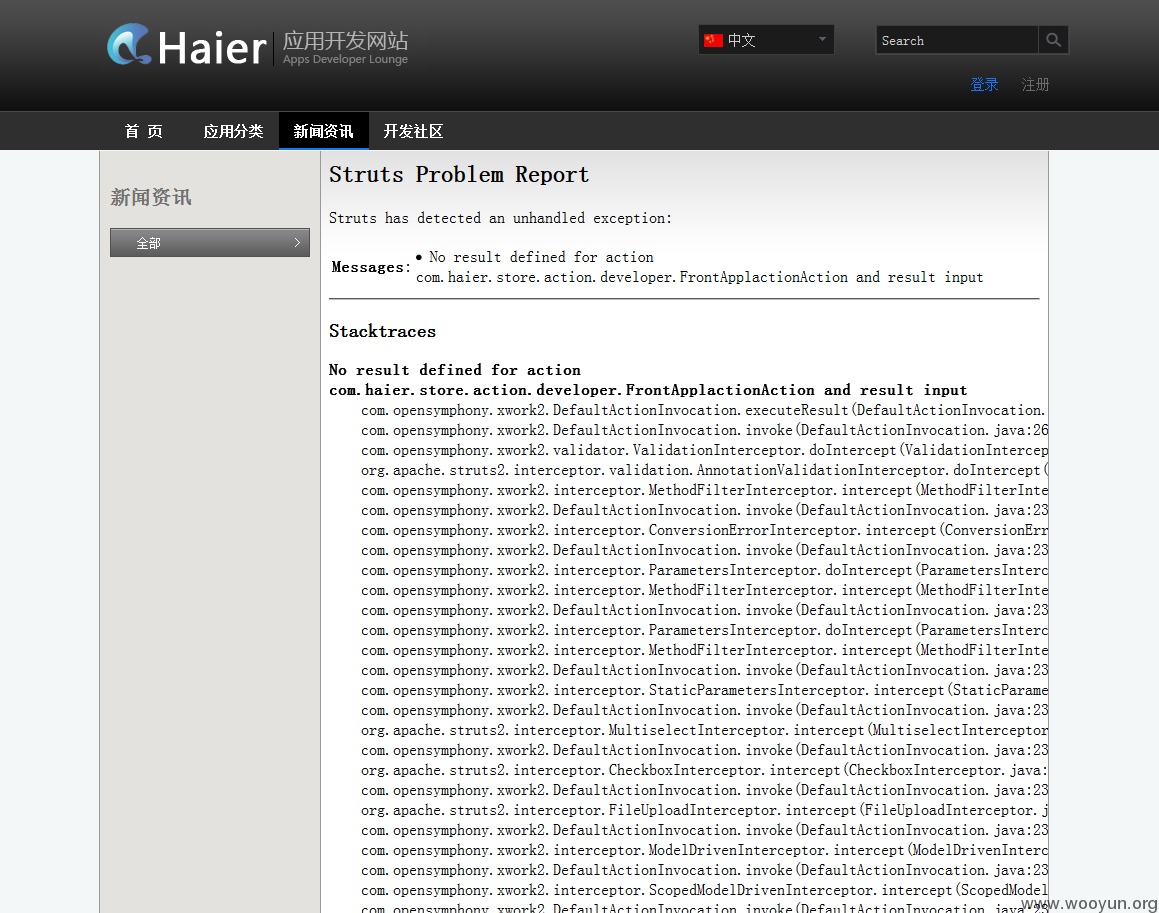 Haier
应用开发网站
Apps Developer Lounge
中文
Search
登录
注册
首 页
应用分类
新闻资讯
开发社区
新闻资讯
全部
Struts Problem Report
Struts has detected an unhandled exception:
Messages:
• No result defined for action
com.haier.store.action.developer.FrontApplactionAction and result input
Stacktraces
No result defined for action
com.haier.store.action.developer.FrontApplactionAction and result input
com.opensymphony.xwork2.DefaultActionInvocation.executeResult(DefaultActionInvocation.
com.opensymphony.xwork2.DefaultActionInvocation.invoke(DefaultActionInvocation.java:26
com.opensymphony.xwork2.validator.ValidationInterceptor.doIntercept(ValidationIntercep
org.apache.struts2.interceptor.validation.AnnotationValidationInterceptor.doIntercept(
com.opensymphony.xwork2.interceptor.MethodFilterInterceptor.intercept(MethodFilterInte
com.opensymphony.xwork2.DefaultActionInvocation.invoke(DefaultActionInvocation.java:23
com.opensymphony.xwork2.interceptor.ConversionErrorInterceptor.intercept(ConversionErr
com.opensymphony.xwork2.DefaultActionInvocation.invoke(DefaultActionInvocation.java:23
com.opensymphony.xwork2.interceptor.ParametersInterceptor.doIntercept(ParametersInterc
com.opensymphony.xwork2.interceptor.MethodFilterInterceptor.intercept(MethodFilterInte
com.opensymphony.xwork2.DefaultActionInvocation.invoke(DefaultActionInvocation.java:23
com.opensymphony.xwork2.interceptor.ParametersInterceptor.doIntercept(ParametersInterc
com.opensymphony.xwork2.interceptor.MethodFilterInterceptor.intercept(MethodFilterInte
com.opensymphony.xwork2.DefaultActionInvocation.invoke(DefaultActionInvocation.java:23
com.opensymphony.xwork2.interceptor.StaticParametersInterceptor.intercept(StaticParame
com.opensymphony.xwork2.DefaultActionInvocation.invoke(DefaultActionInvocation.java:23
org.apache.struts2.interceptor.MultiselectInterceptor.intercept(MultiselectInterceptor
com.opensymphony.xwork2.DefaultActionInvocation.invoke(DefaultActionInvocation.java:23
org.apache.struts2.interceptor.CheckboxInterceptor.intercept(CheckboxInterceptor.java:
com.opensymphony.xwork2.DefaultActionInvocation.invoke(DefaultActionInvocation.java:23
org.apache.struts2.interceptor.FileUploadInterceptor.intercept(FileUploadInterceptor.j
com.opensymphony.xwork2.DefaultActionInvocation.invoke(DefaultActionInvocation.java:23
com.opensymphony.xwork2.interceptor.ModelDrivenInterceptor.intercept(ModelDrivenInterc
com.opensymphony.xwork2.DefaultActionInvocation.invoke(DefaultActionInvocation.java:23
com.opensymphony.xwork2.interceptor.ScopedModelDrivenInterceptor.intercept(ScopedModel
com.opensymphony.xwork2.DefaultActionInvocation.invoke(DefaultActionInvocation.java:23
www.wooyun.org